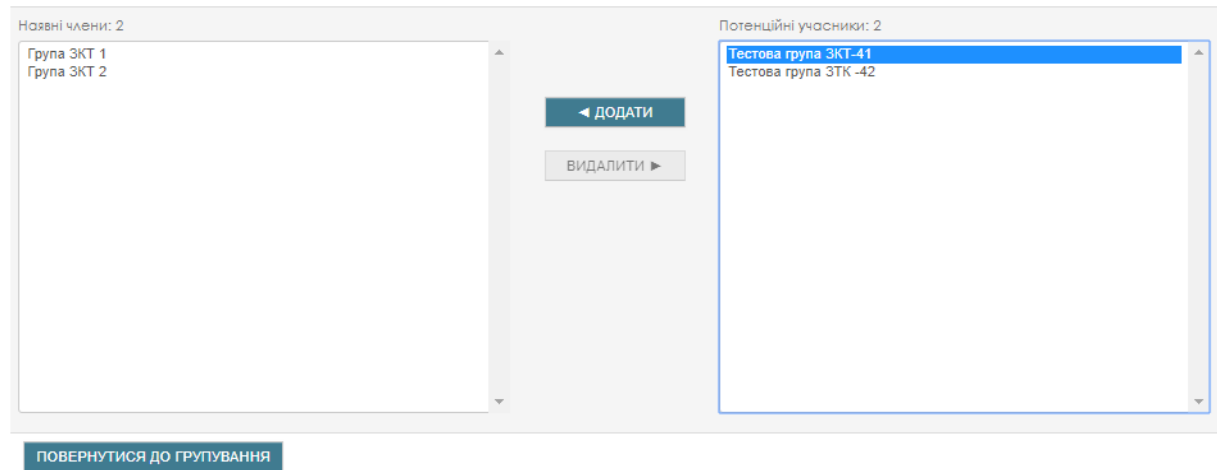 Наявні члени: 2
Група ЗКТ 1
Група ЗКТ 2
◄ ДОДАТИ
ВИДАЛИТИ ►
Потенційні учасники: 2
Тестова група ЗКТ-41
Тестова група ЗТК -42
ПОВЕРНУТИСЯ ДО ГРУПУВАННЯ